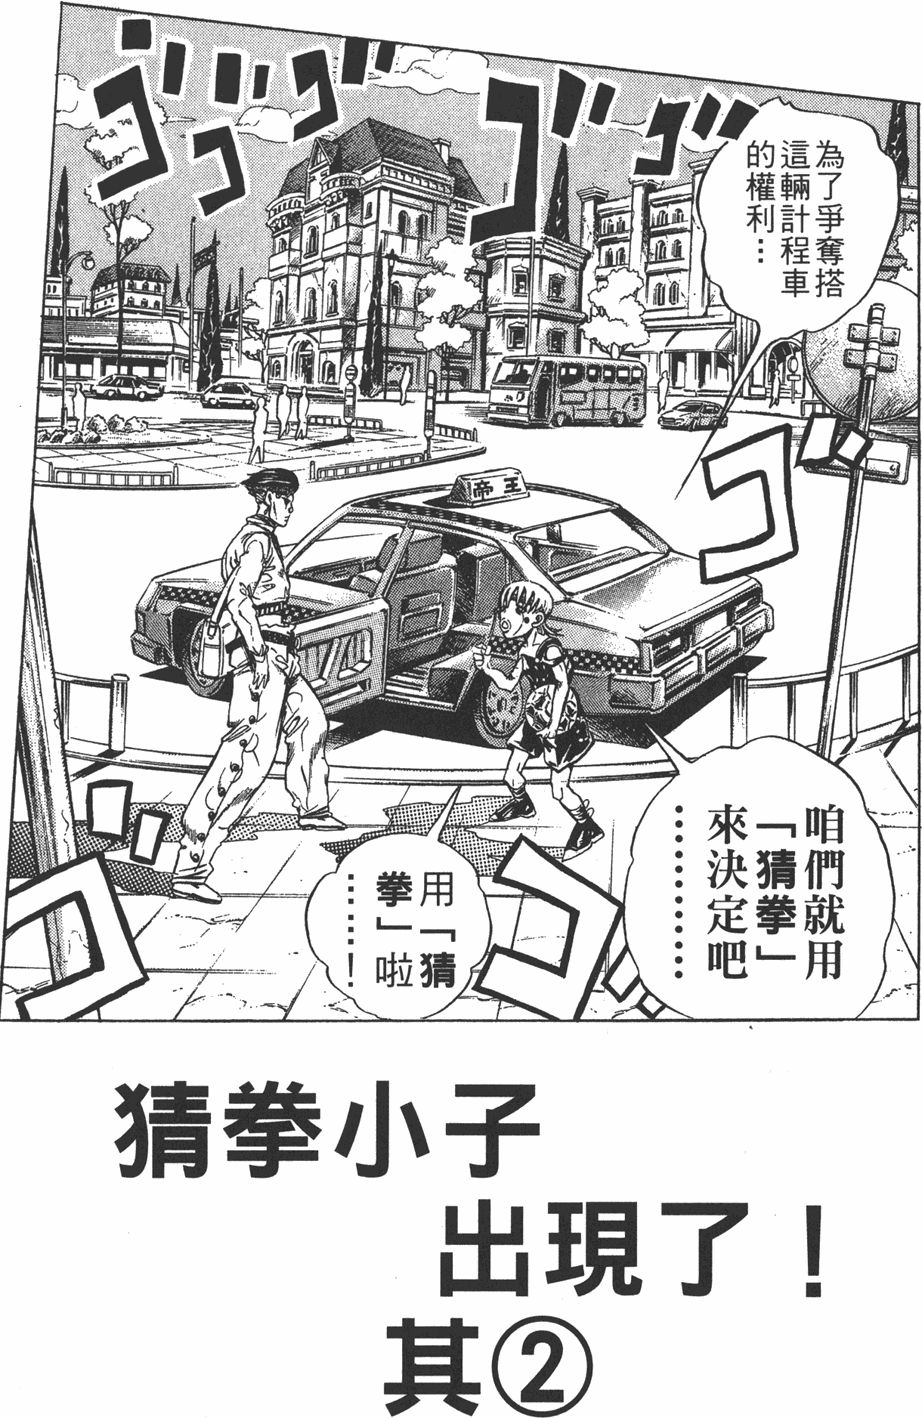 為了爭奪搭
這輛計程車
的權利…
ゴゴゴゴゴゴ
帝王
ゴゴ
咱們就用
「猜拳」
來決定吧
………
用「猜
拳」啦
……！
ゴゴゴゴ
猜拳小子
出現了！
其②